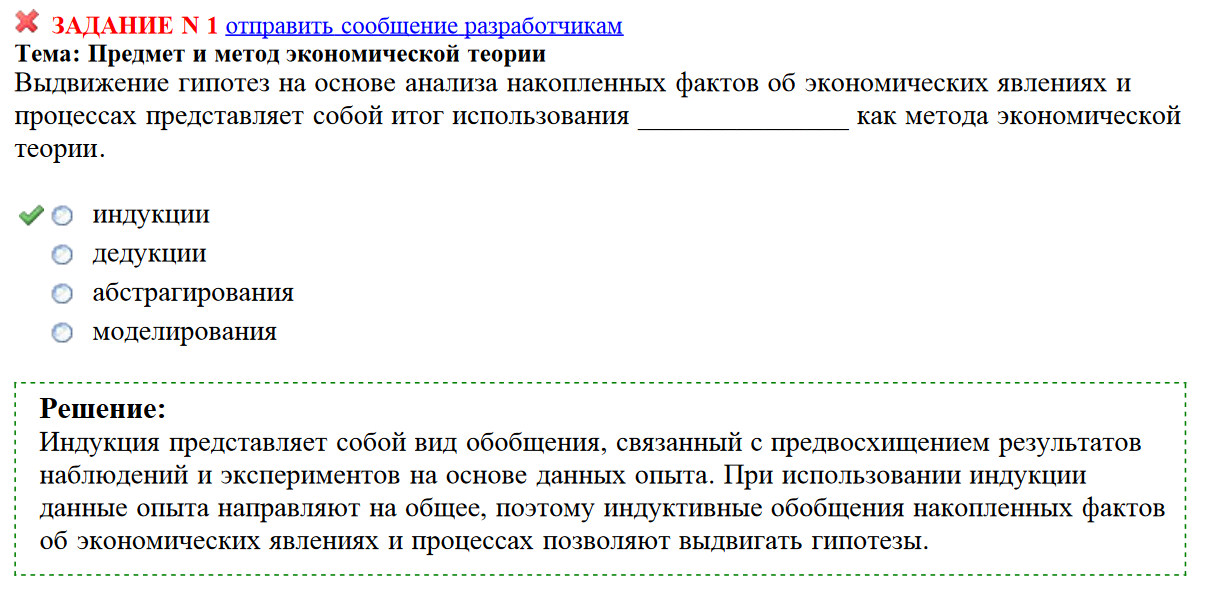 ЗАДАНИЕ N 1 отправить сообщение разработчикам
Тема: Предмет и метод экономической теории
Выдвижение гипотез на основе анализа накопленных фактов об экономических явлениях и
процессах представляет собой итог использования _______________ как метода экономической
теории.
индукции
дедукции
абстрагирования
моделирования
Решение:
Индукция представляет собой вид обобщения, связанный с предвосхищением результатов
наблюдений и экспериментов на основе данных опыта. При использовании индукции
данные опыта направляют на общее, поэтому индуктивные обобщения накопленных фактов
об экономических явлениях и процессах позволяют выдвигать гипотезы.